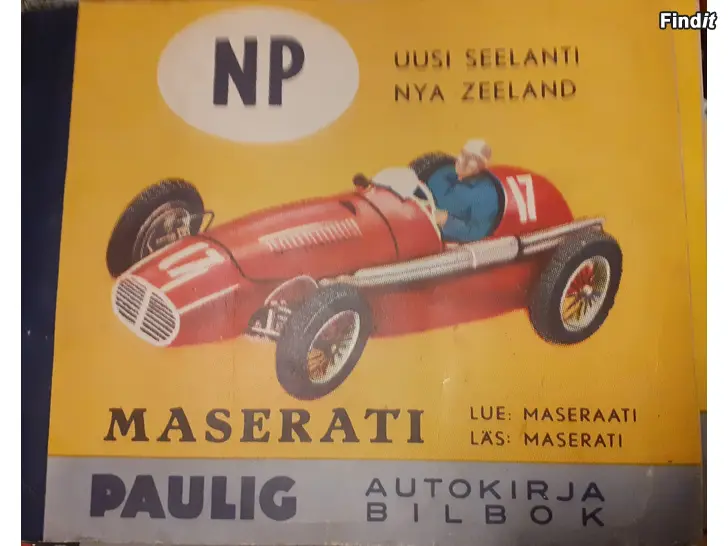 Findit
NP
UUSI SEELANTI
NYA ZEELAND
17
17
MASERATI
LUE: MASERAATI
LÄS: MASERATI
PAULIG
AUTOKIRJA
BILBOK